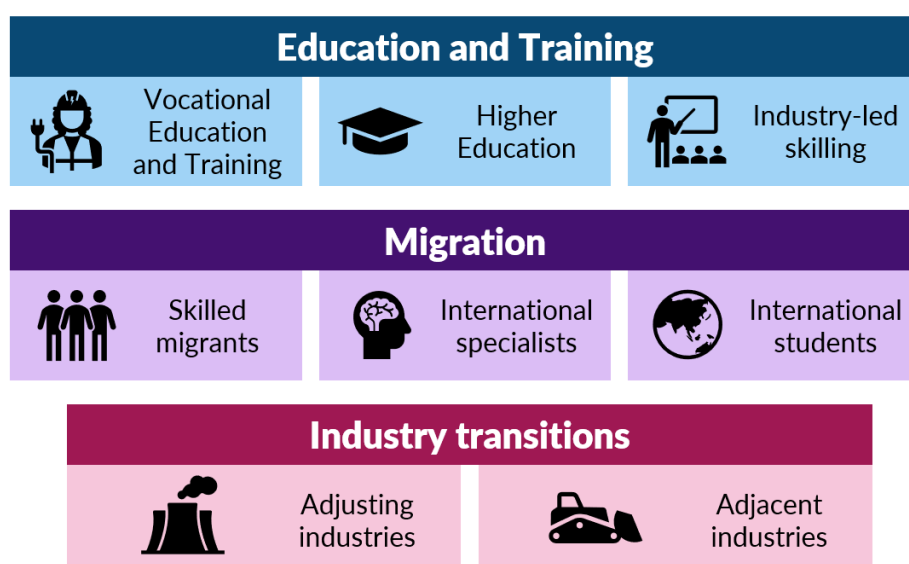 Education and Training
Vocational
Education
and Training
Higher
Education
Industry-led
skilling
Migration
Skilled
migrants
International
specialists
International
students
Industry transitions
Adjusting
industries
Adjacent
industries